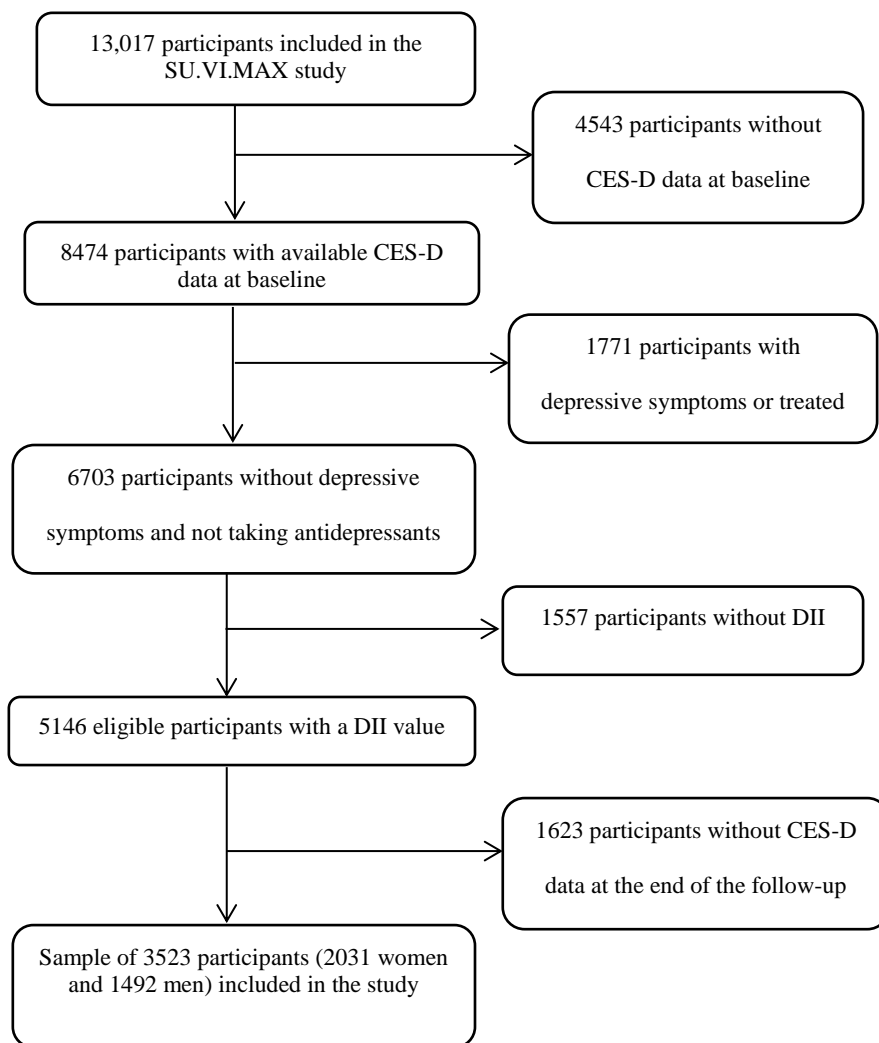 13,017 participants included in the
SU.VI.MAX study
4543 participants without
CES-D data at baseline
8474 participants with available CES-D
data at baseline
1771 participants with
depressive symptoms or treated
6703 participants without depressive
symptoms and not taking antidepressants
1557 participants without DII
5146 eligible participants with a DII value
1623 participants without CES-D
data at the end of the follow-up
Sample of 3523 participants (2031 women
and 1492 men) included in the study